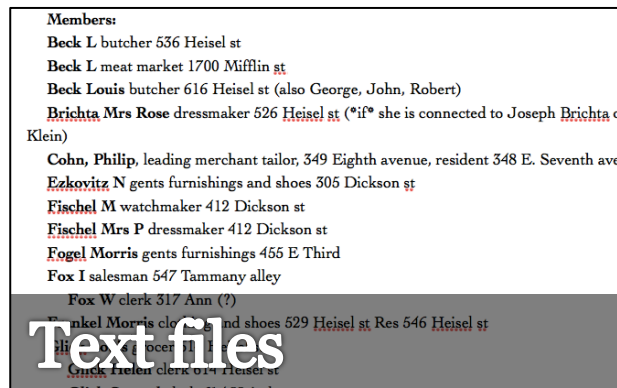 Members:
Beck L butcher 536 Heisel st
Beck L meat market 1700 Mifflin st
Beck Louis butcher 616 Heisel st (also George, John, Robert)
Brichta Mrs Rose dressmaker 526 Heisel st (*if* she is connected to Joseph Brichta
Klein)
Cohn, Philip, leading merchant tailor, 349 Eighth avenue, resident 348 E. Seventh ave
Ezkovitz N gents furnishings and shoes 305 Dickson st
Fischel M watchmaker 412 Dickson st
Fischel Mrs P dressmaker 412 Dickson st
Fogel Morris gents furnishings 455 E Third
Fox I salesman 547 Tammany alley
Fox W clerk 317 Ann (?)
Morris and shoes 529 Heisel st Res 546 Heisel st
Text files
Glick Helen clerk 614 Heisel st